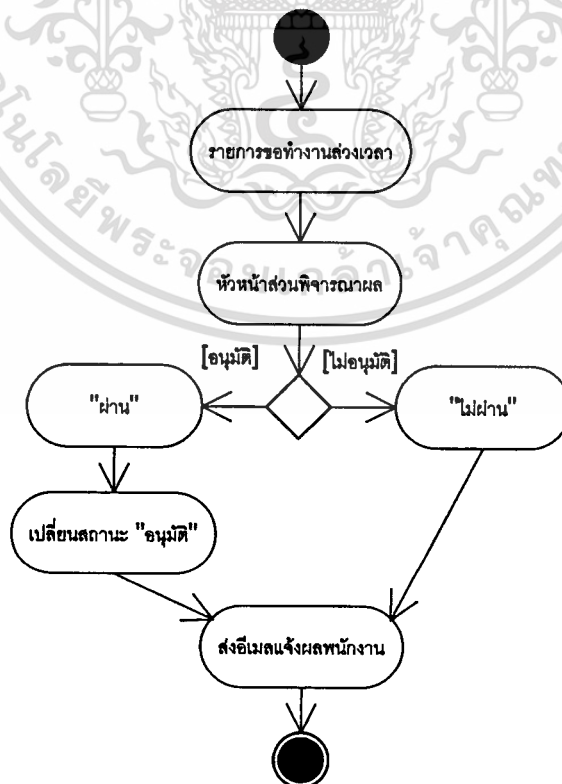 รายการขอทำงานล่วงเวลา
หัวหน้าส่วนพิจารณาผล
[อนุมัติ]
[ไม่อนุมัติ]
"ผ่าน"
"ไม่ผ่าน"
เปลี่ยนสถานะ "อนุมัติ"
ส่งอีเมลแจ้งผลพนักงาน